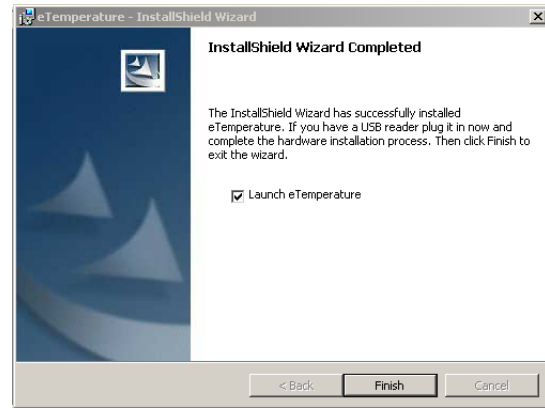 eTemperature - InstallShield Wizard
InstallShield Wizard Completed
The InstallShield Wizard has successfully installed
eTemperature. If you have a USB reader plug it in now and
complete the hardware installation process. Then click Finish to
exit the wizard.
Launch eTemperature
< Back
Finish
Cancel